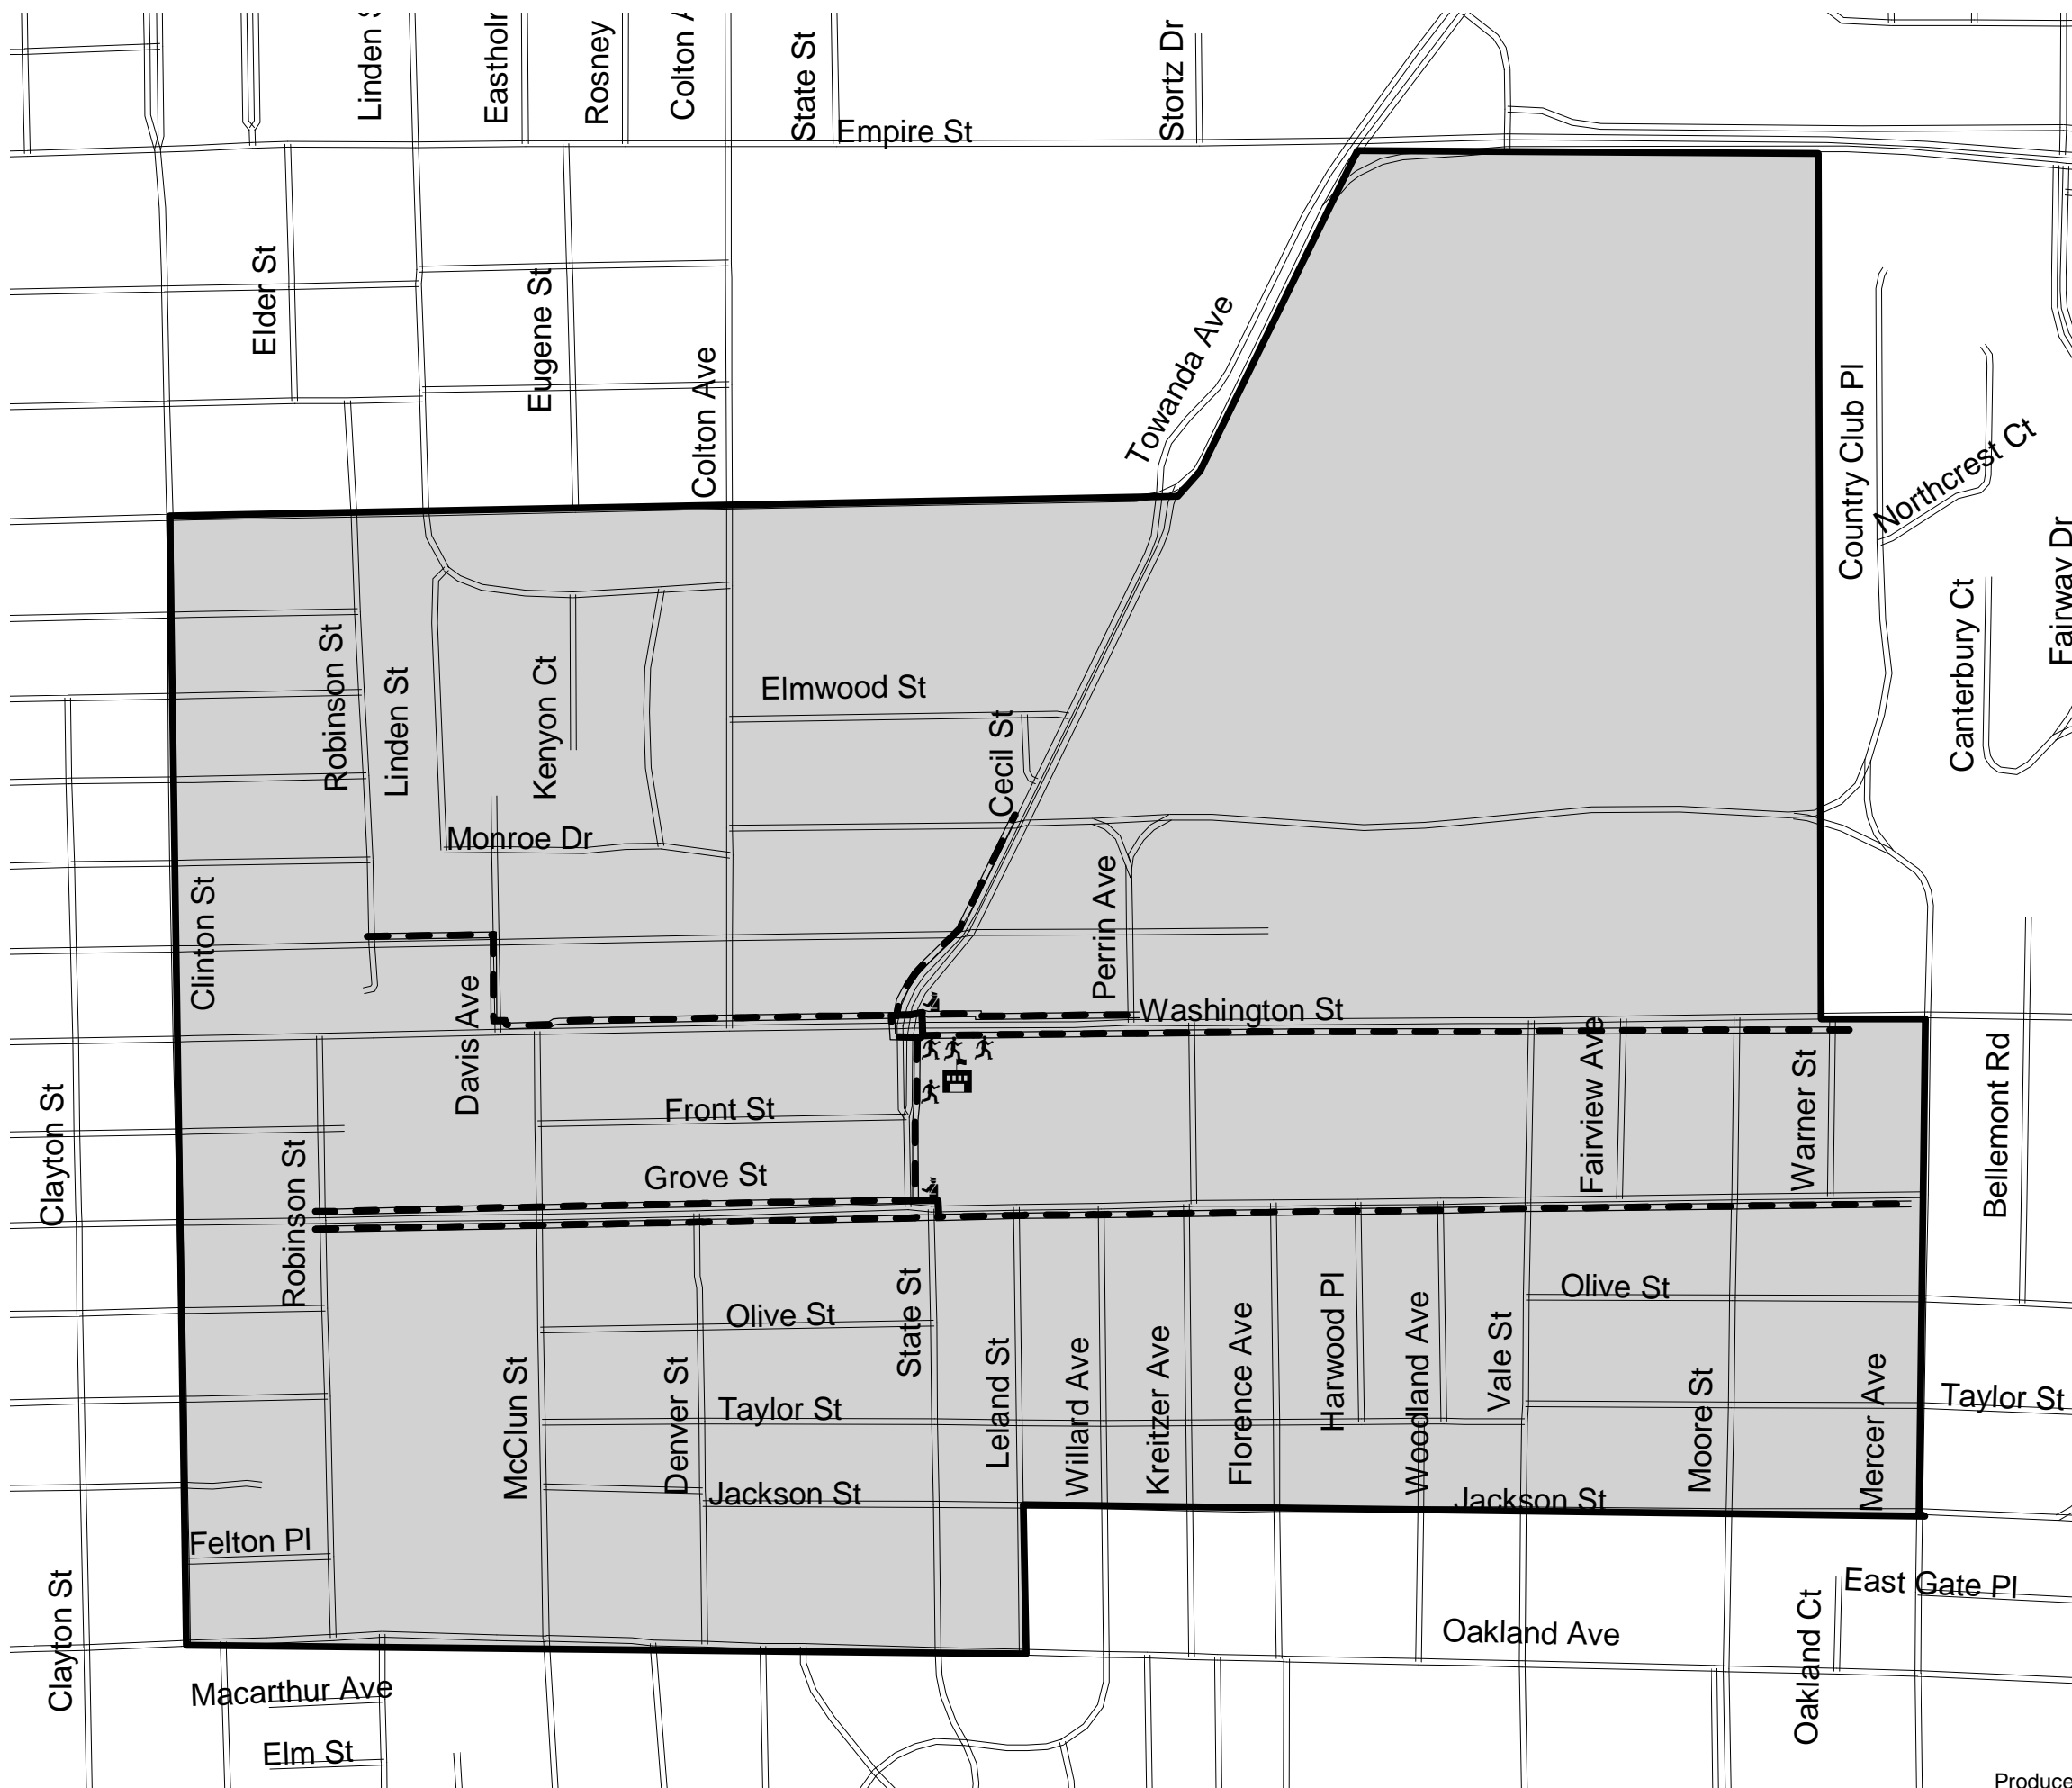 Linden S
Eastholm
Rosney
Colton A
State St
Stortz Dr
Empire St
Elder St
Eugene St
Colton Ave
Towanda Ave
Country Club Pl
Northcrest Ct
Fairway Dr
Canterbury Ct
Robinson St
Linden St
Kenyon Ct
Elmwood St
Cecil St
Monroe Dr
Clinton St
Perrin Ave
Davis Ave
Washington St
Fairview Ave
Warner St
Bellemont Rd
Clayton St
Front St
Grove St
Robinson St
Olive St
State St
Olive St
McClun St
Denver St
Taylor St
Leland St
Willard Ave
Kreitzer Ave
Florence Ave
Harwood Pl
Woodland Ave
Vale St
Moore St
Mercer Ave
Taylor St
Jackson St
Jackson St
Felton Pl
Clayton St
Oakland Ave
East Gate Pl
Oakland Ct
Macarthur Ave
Elm St
Produce